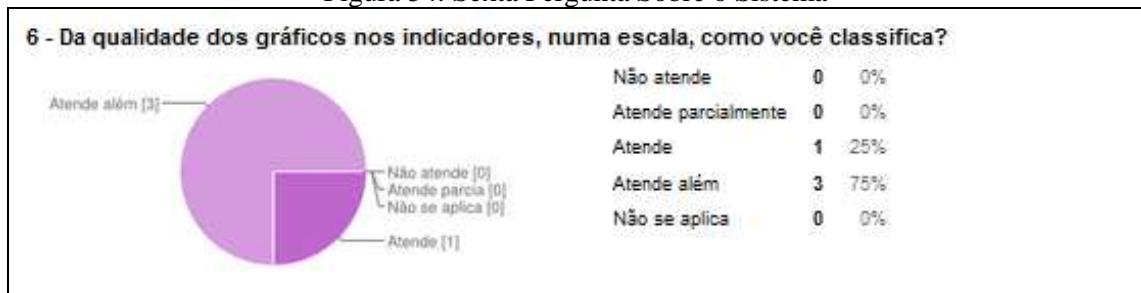 6 - Da qualidade dos gráficos nos indicadores, numa escala, como você classifica?
Atende além [3]
Não atende [0]
Atende parcia [0]
Não se aplica [0]
Atende [1]
Não atende 0 0%
Atende parcialmente 0 0%
Atende 1 25%
Atende além 3 75%
Não se aplica 0 0%